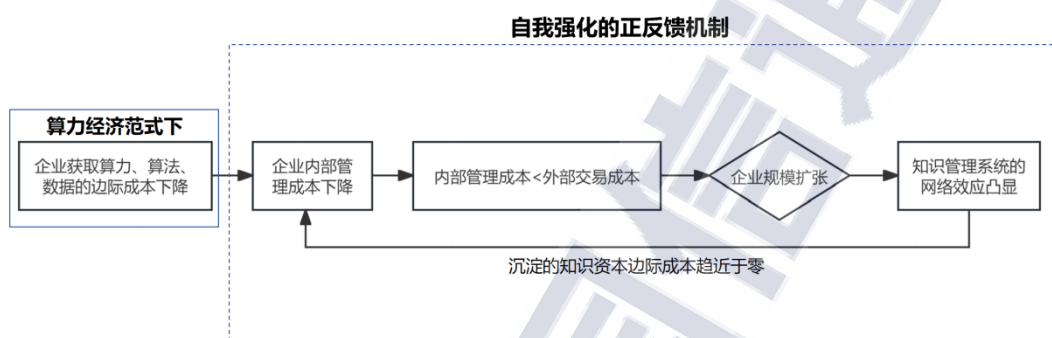 自我强化的正反馈机制
算力经济范式下
企业获取算力、算法、
数据的边际成本下降
企业内部管
理成本下降
内部管理成本<外部交易成本
企业规模扩张
知识管理系统的
网络效应凸显
沉淀的知识资本边际成本趋近于零